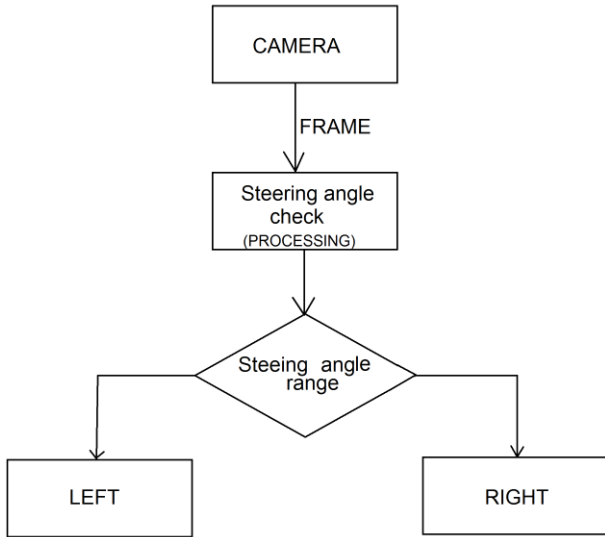 CAMERA
FRAME
Steering angle
check
(PROCESSING)
Steeing angle
range
LEFT
RIGHT